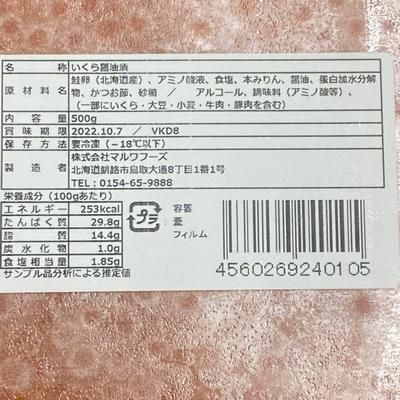 名称 いくら醤油漬
原材料名 鮭卵（北海道産）、アミノ酸液、食塩、本みりん、醤油、蛋白加水分解
物、かつお節、砂糖 ／ アルコール、調味料（アミノ酸等）、
（一部にいくら・大豆・小麦・牛肉・豚肉を含む）
内容量 500g
賞味期限 2022.10.7 ／ VKD8
保存方法 要冷凍（－18℃以下）
製造者 株式会社マルワフーズ
北海道釧路市鳥取大通8丁目1番1号
TEL：0154-65-9888
栄養成分（100gあたり）
エネルギー 253kcal
たんぱく質 29.8g
脂質 14.4g
炭水化物 1.0g
食塩相当量 1.85g
サンプル品分析による推定値
プラ
容器
蓋
フィルム
4560269240105